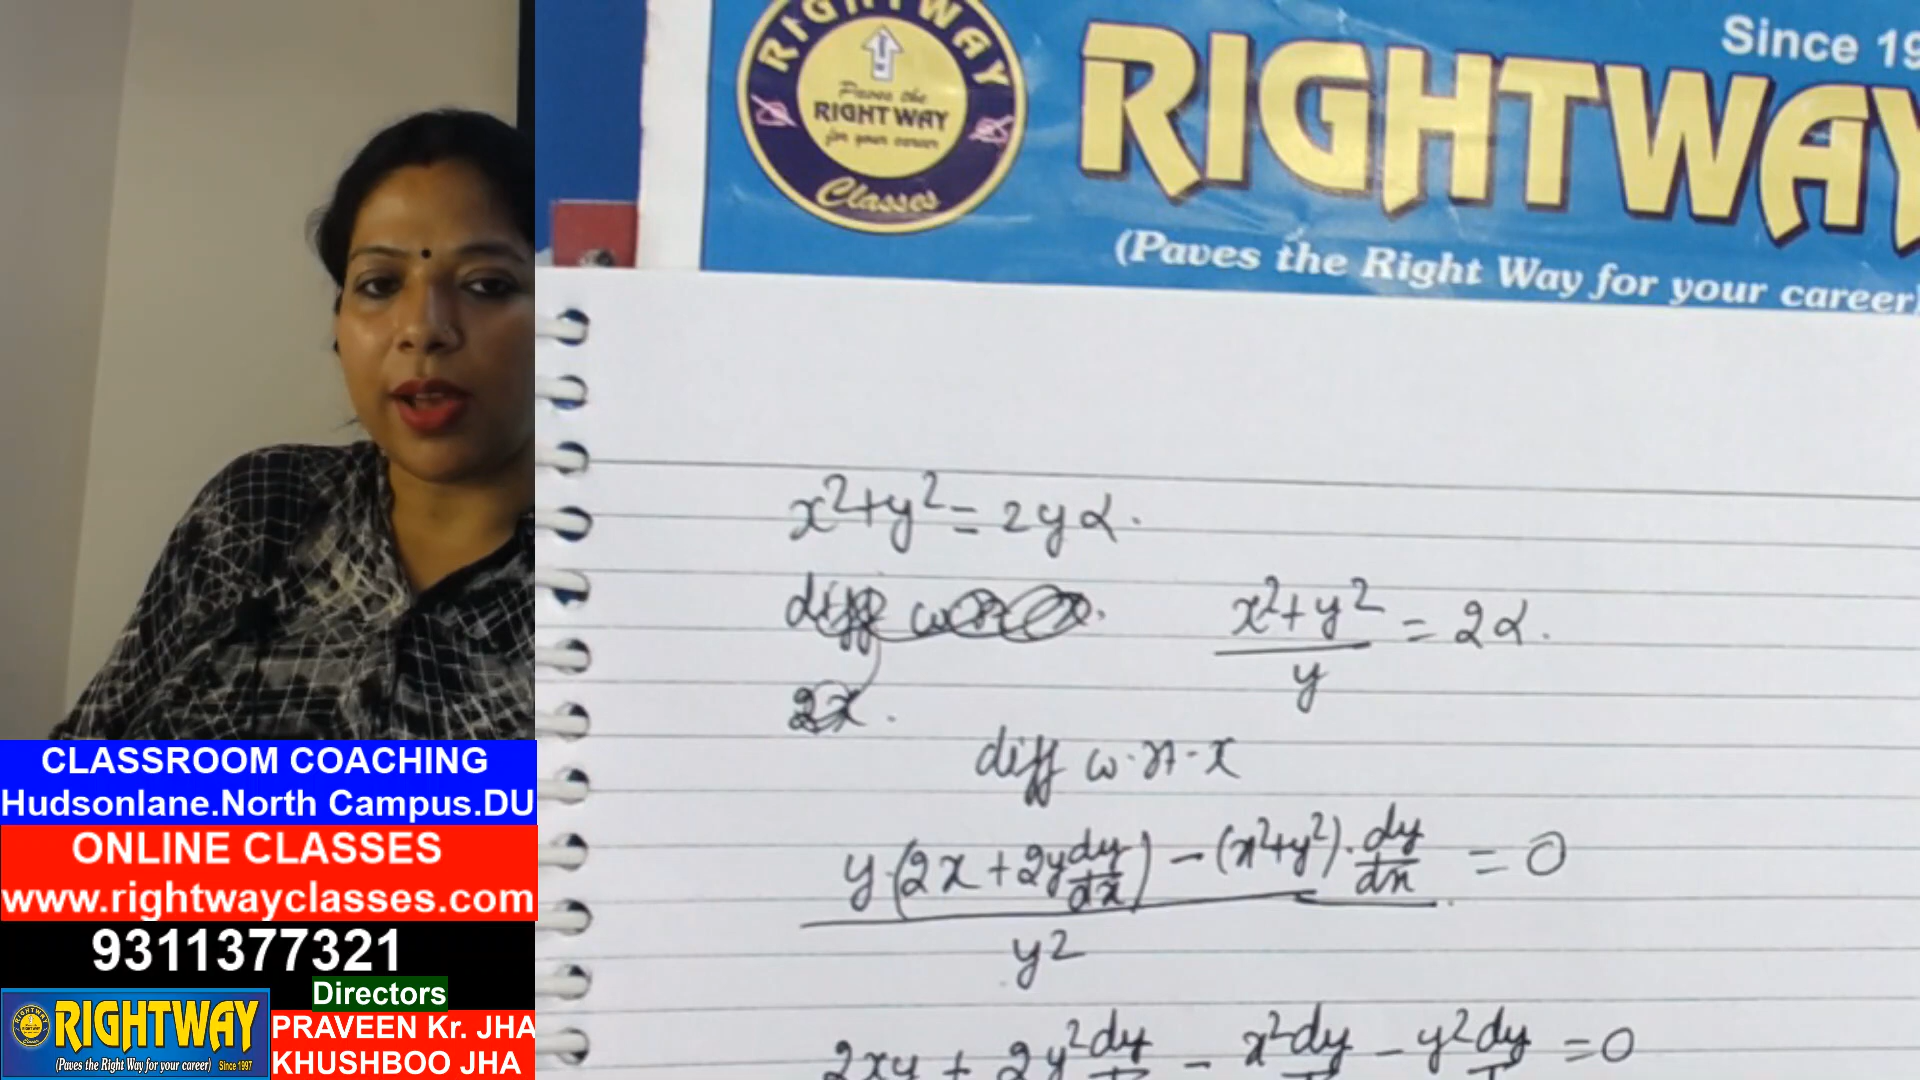 RIGHTWAY
Paves the
RIGHT WAY
for your career
Classes
Since 19
RIGHTWAY
(Paves the Right Way for your career)
x²+y² = 2yα.
x²+y²/y = 2α.
2x.
diff w.r.x
y.(2x + 2y dy/dx) - (x²+y²).dy/dx = 0
y²
2xy + 2y²dy - x²dy - y²dy = 0
CLASSROOM COACHING
Hudsonlane.North Campus.DU
ONLINE CLASSES
www.rightwayclasses.com
9311377321
Directors
RIGHTWAY
(Paves the Right Way for your career)
Since 1997
PRAVEEN Kr. JHA
KHUSHBOO JHA